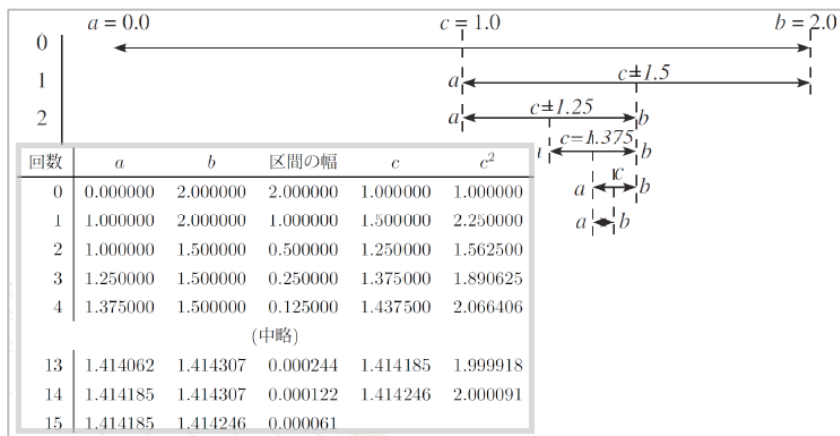 a = 0.0 c = 1.0 b = 2.0
0
1 a c=1.5
2 a c=1.25 b
a c=1.375 b
a c b
a b
回数 a b 区間の幅 c c²
0 0.000000 2.000000 2.000000 1.000000 1.000000
1 1.000000 2.000000 1.000000 1.500000 2.250000
2 1.000000 1.500000 0.500000 1.250000 1.562500
3 1.250000 1.500000 0.250000 1.375000 1.890625
4 1.375000 1.500000 0.125000 1.437500 2.066406
(中略)
13 1.414062 1.414307 0.000244 1.414185 1.999918
14 1.414185 1.414307 0.000122 1.414246 2.000091
15 1.414185 1.414246 0.000061